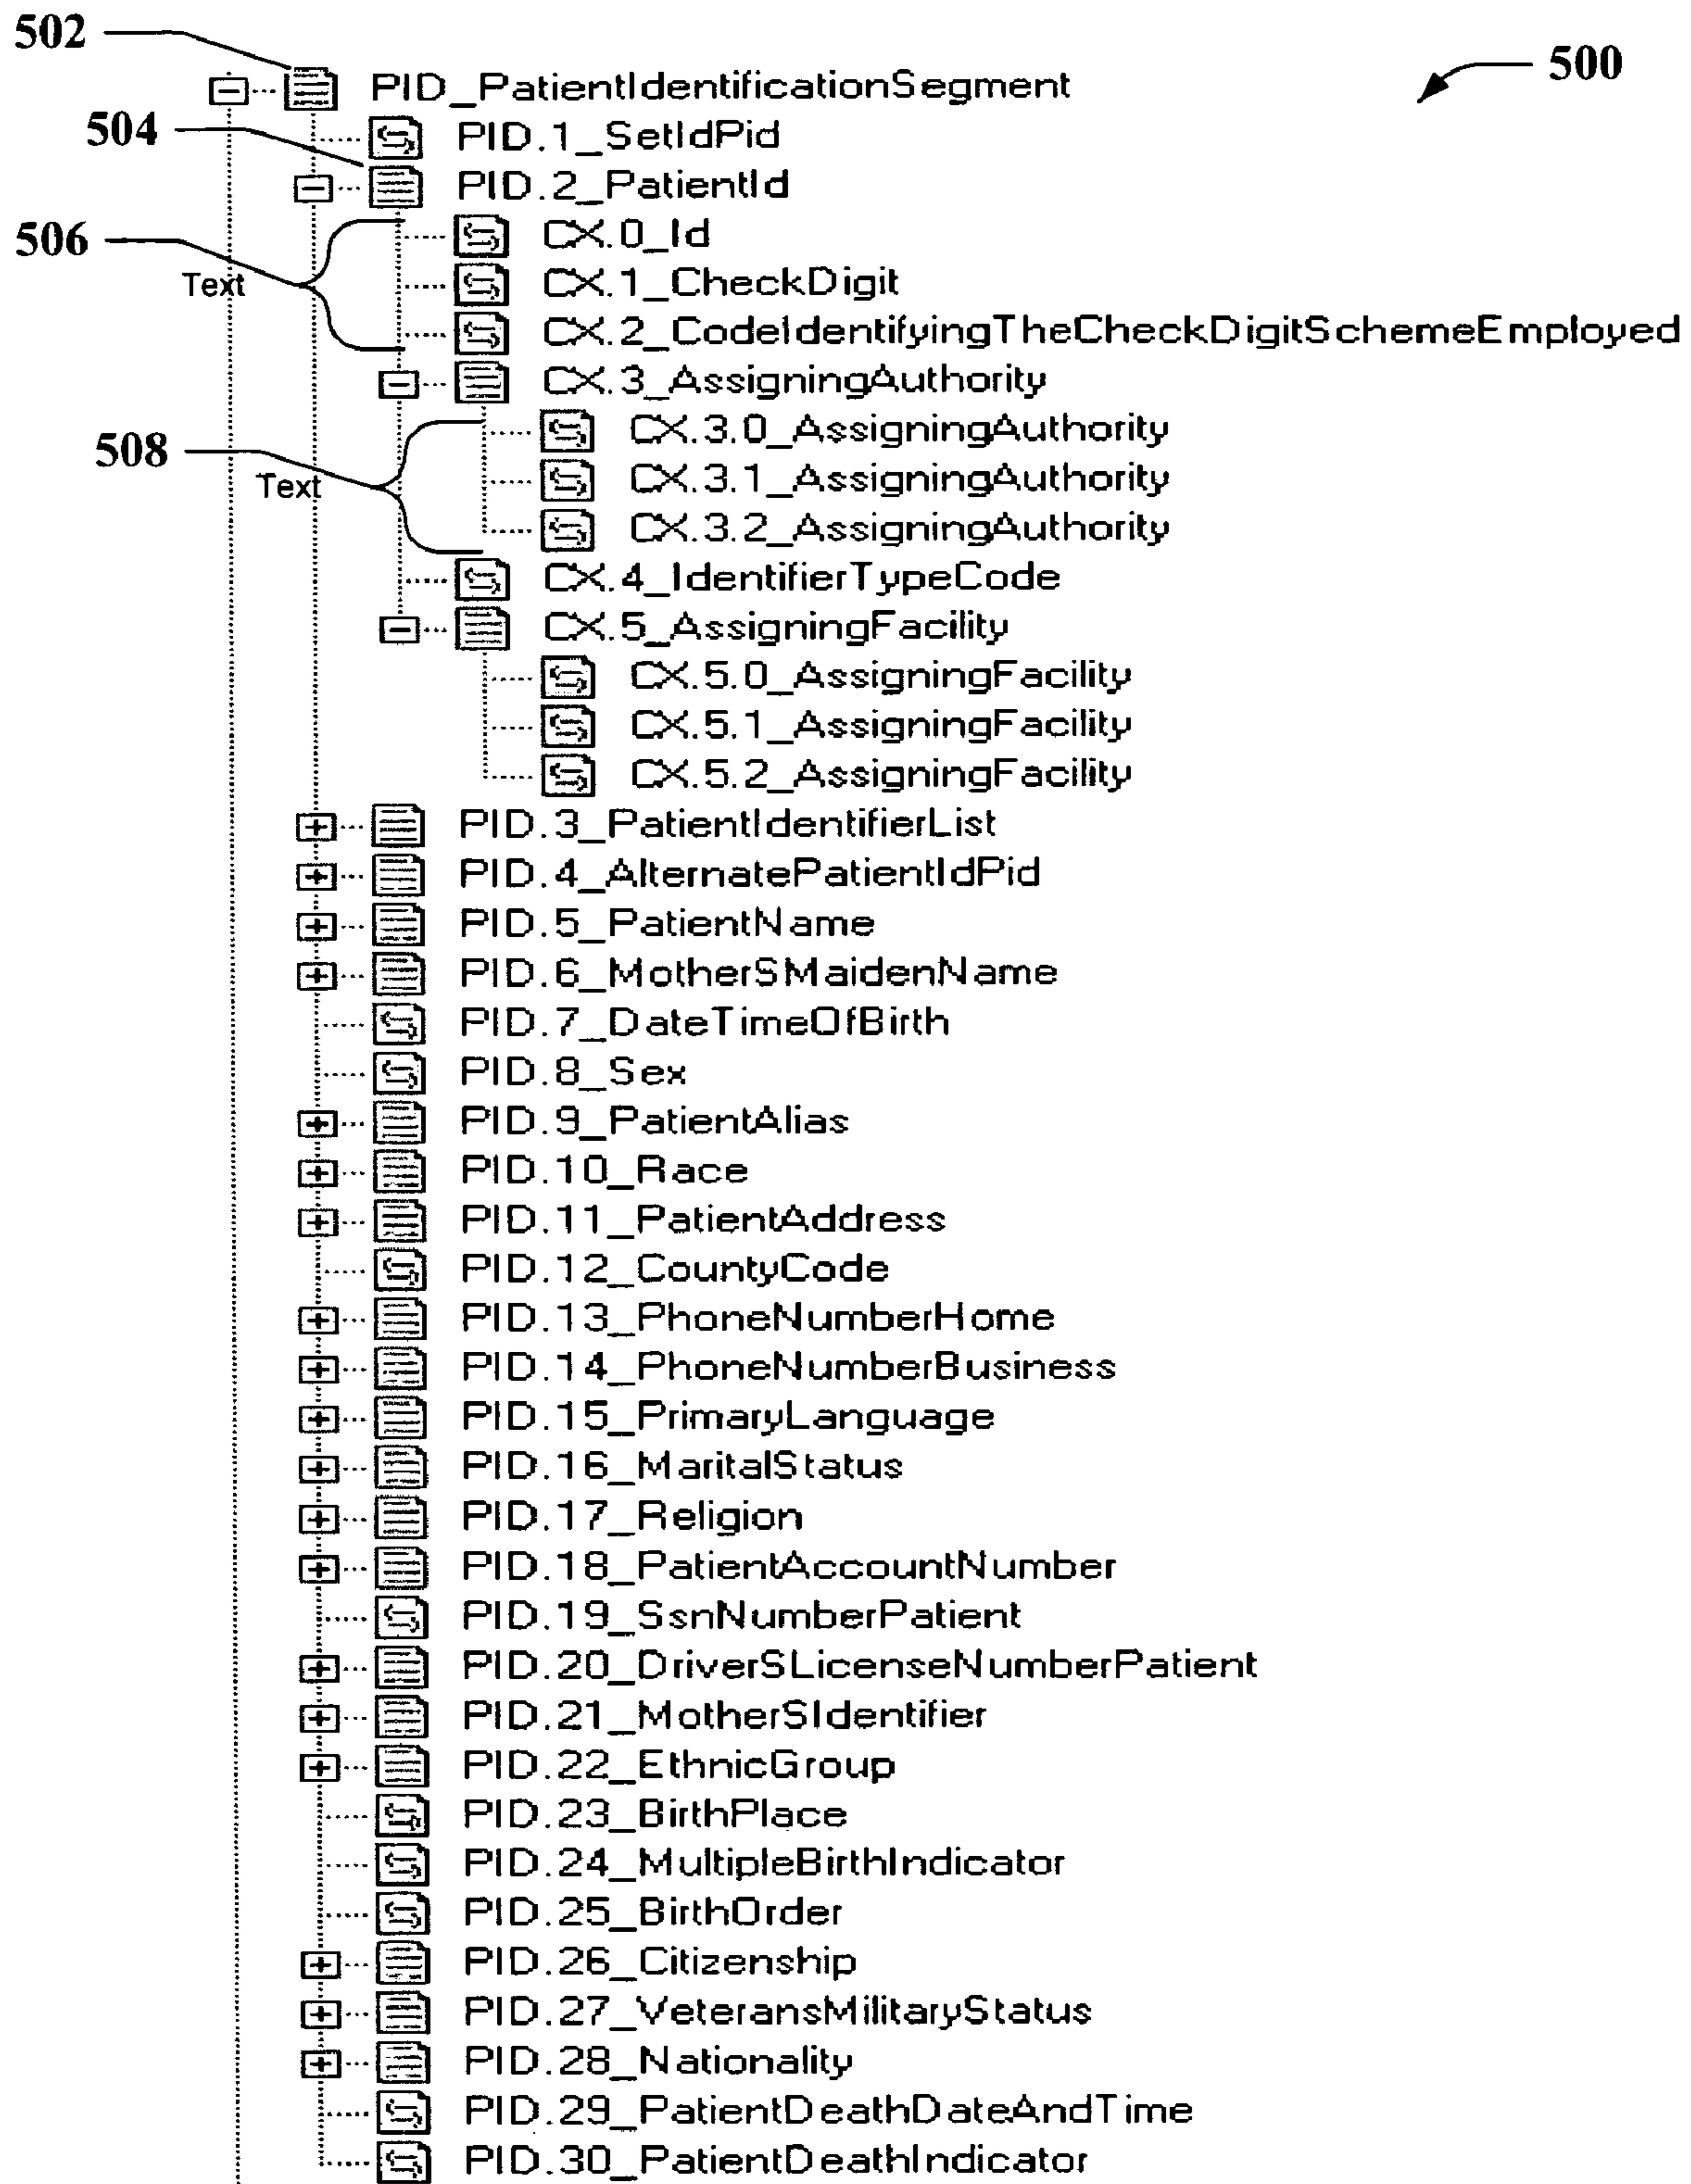 502
500
PID_PatientIdentificationSegment
504
PID.1_SetIdPid
PID.2_PatientId
506
CX.0_Id
Text
CX.1_CheckDigit
CX.2_CodeIdentifyingTheCheckDigitSchemeEmployed
CX.3_AssigningAuthority
508
CX.3.0_AssigningAuthority
Text
CX.3.1_AssigningAuthority
CX.3.2_AssigningAuthority
CX.4_IdentifierTypeCode
CX.5_AssigningFacility
CX.5.0_AssigningFacility
CX.5.1_AssigningFacility
CX.5.2_AssigningFacility
PID.3_PatientIdentifierList
PID.4_AlternatePatientIdPid
PID.5_PatientName
PID.6_MotherSMaidenName
PID.7_DateTimeOfBirth
PID.8_Sex
PID.9_PatientAlias
PID.10_Race
PID.11_PatientAddress
PID.12_CountyCode
PID.13_PhoneNumberHome
PID.14_PhoneNumberBusiness
PID.15_PrimaryLanguage
PID.16_MaritalStatus
PID.17_Religion
PID.18_PatientAccountNumber
PID.19_SsnNumberPatient
PID.20_DriverSLicenseNumberPatient
PID.21_MotherSIdentifier
PID.22_EthnicGroup
PID.23_BirthPlace
PID.24_MultipleBirthIndicator
PID.25_BirthOrder
PID.26_Citizenship
PID.27_VeteransMilitaryStatus
PID.28_Nationality
PID.29_PatientDeathDateAndTime
PID.30_PatientDeathIndicator